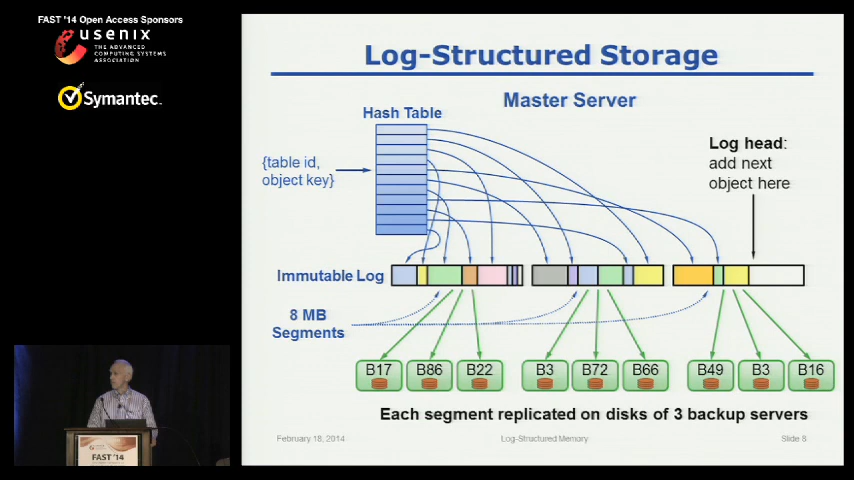 FAST '14 Open Access Sponsors
usenix
THE ADVANCED
COMPUTING SYSTEMS
ASSOCIATION
Symantec.
Log-Structured Storage
Master Server
Hash Table
{table id,
object key}
Log head:
add next
object here
Immutable Log
8 MB
Segments
B17 B86 B22 B3 B72 B66 B49 B3 B16
Each segment replicated on disks of 3 backup servers
February 18, 2014 Log-Structured Memory Slide 8
FAST '14